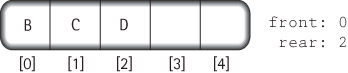 B C D front: 0
rear: 2
[0] [1] [2] [3] [4]